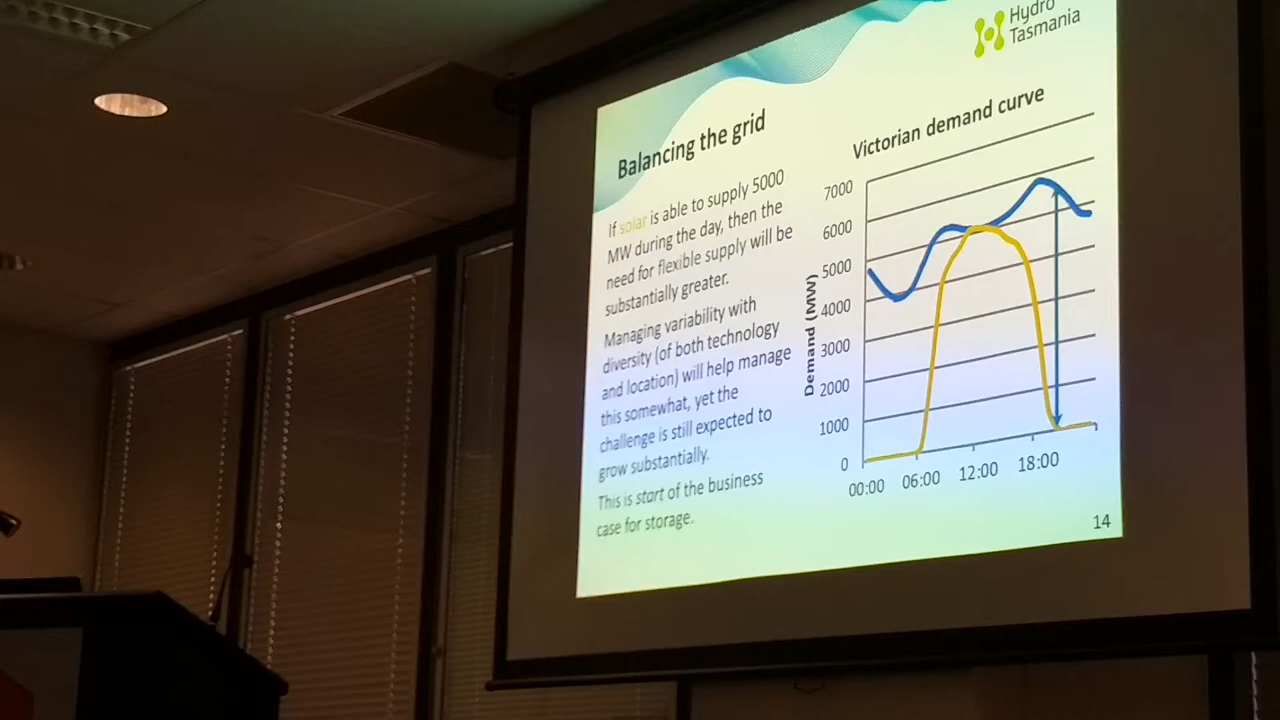 Hydro
Tasmania
Balancing the grid
If solar is able to supply 5000
MW during the day, then the
need for flexible supply will be
substantially greater.
Managing variability with
diversity (of both technology
and location) will help manage
this somewhat, yet the
challenge is still expected to
grow substantially.
This is start of the business
case for storage.
Victorian demand curve
Demand (MW)
7000
6000
5000
4000
3000
2000
1000
0
00:00 06:00 12:00 18:00
14